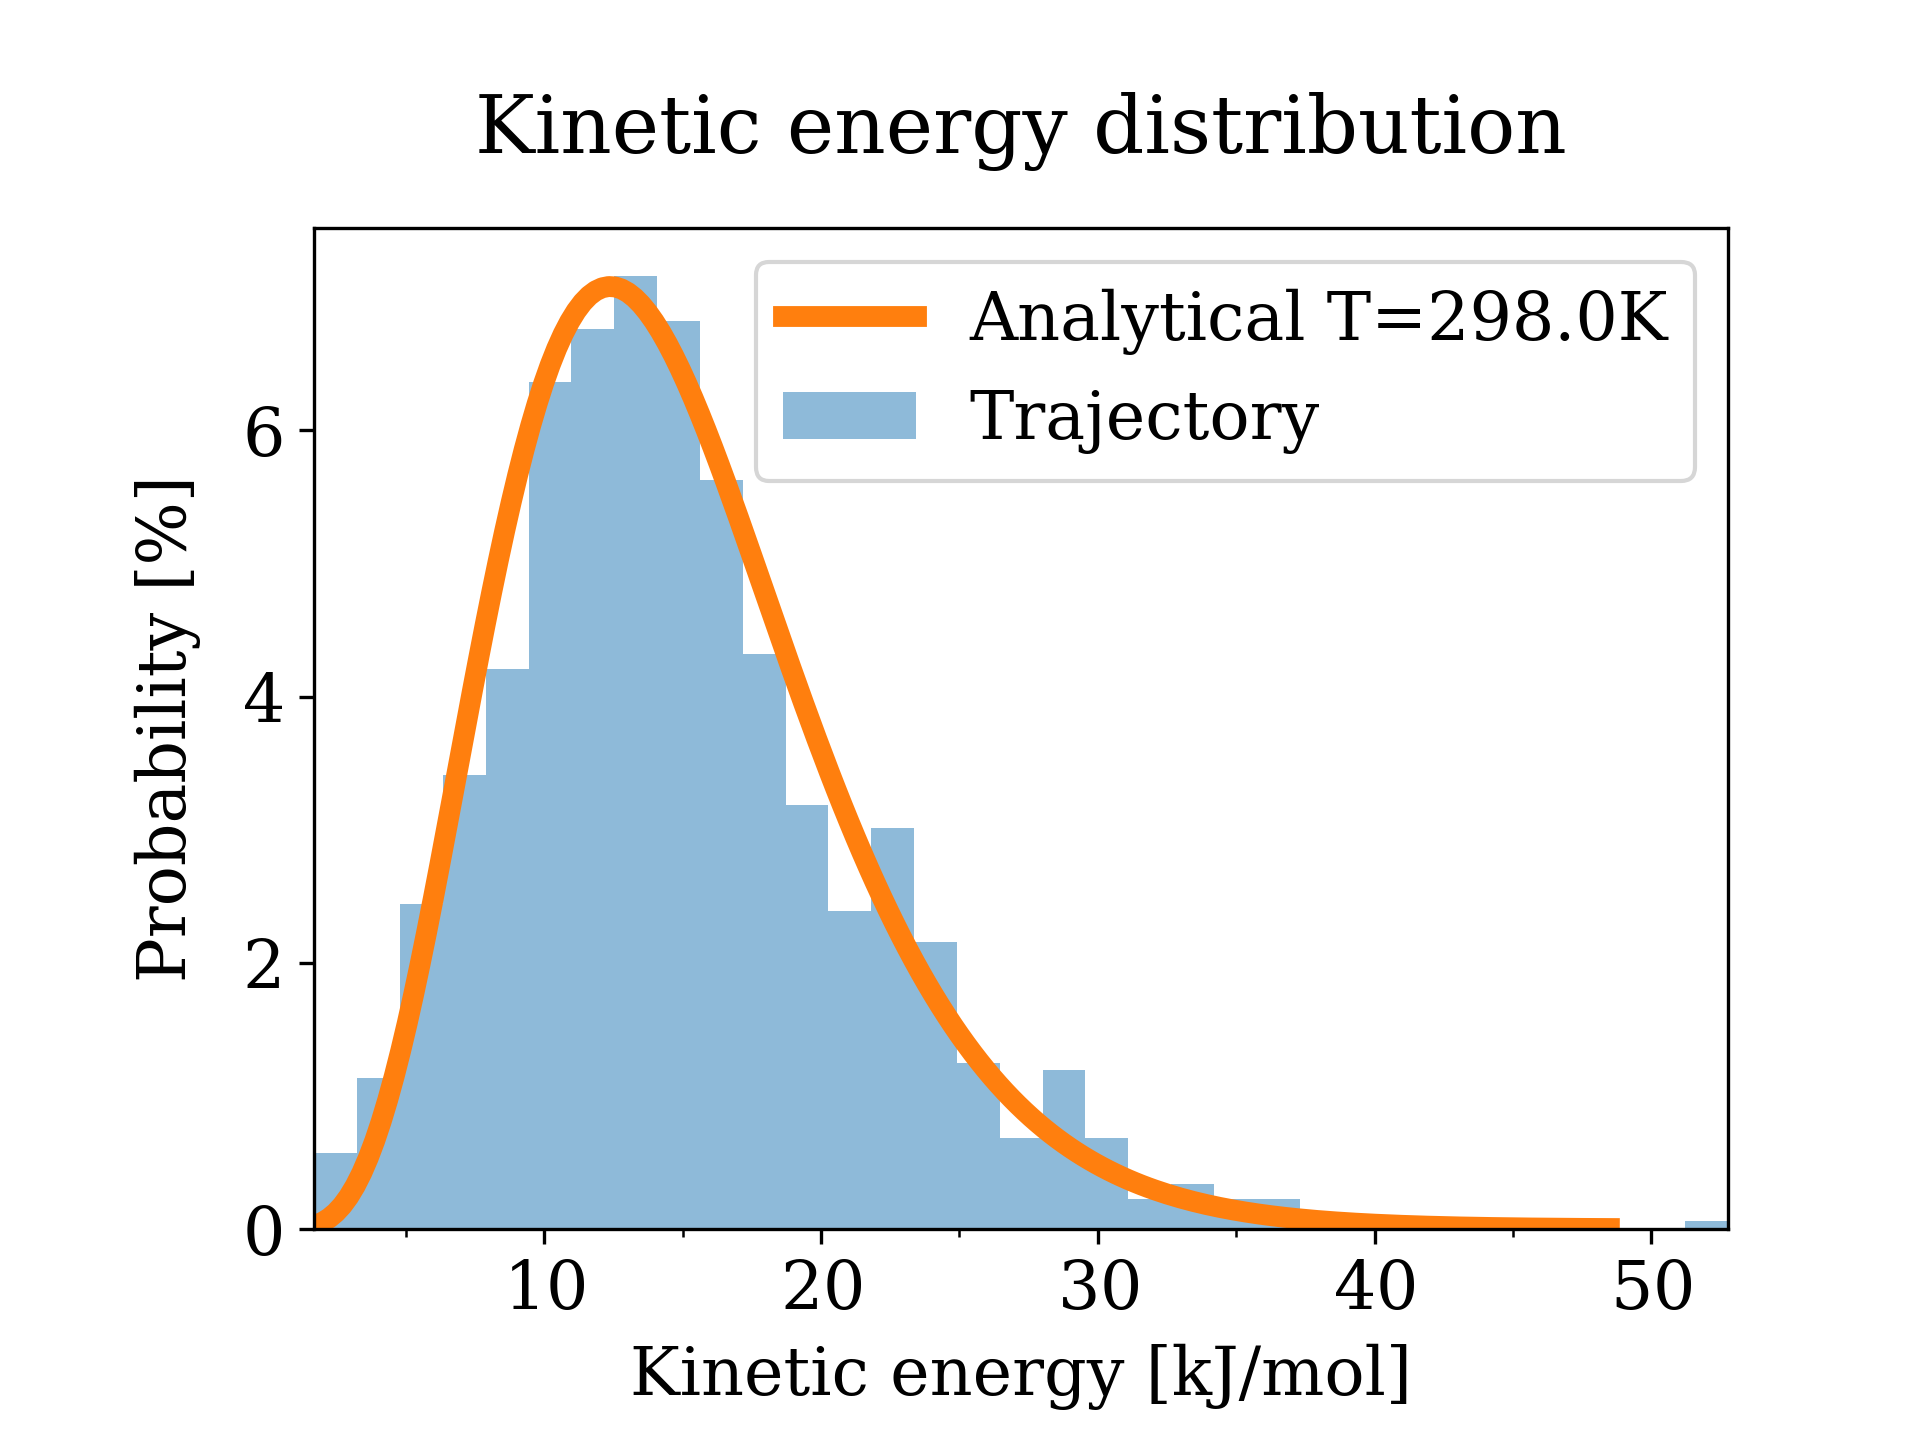 Kinetic energy distribution
Analytical T=298.0K
Trajectory
Probability [%]
6
4
2
0
10 20 30 40 50
Kinetic energy [kJ/mol]